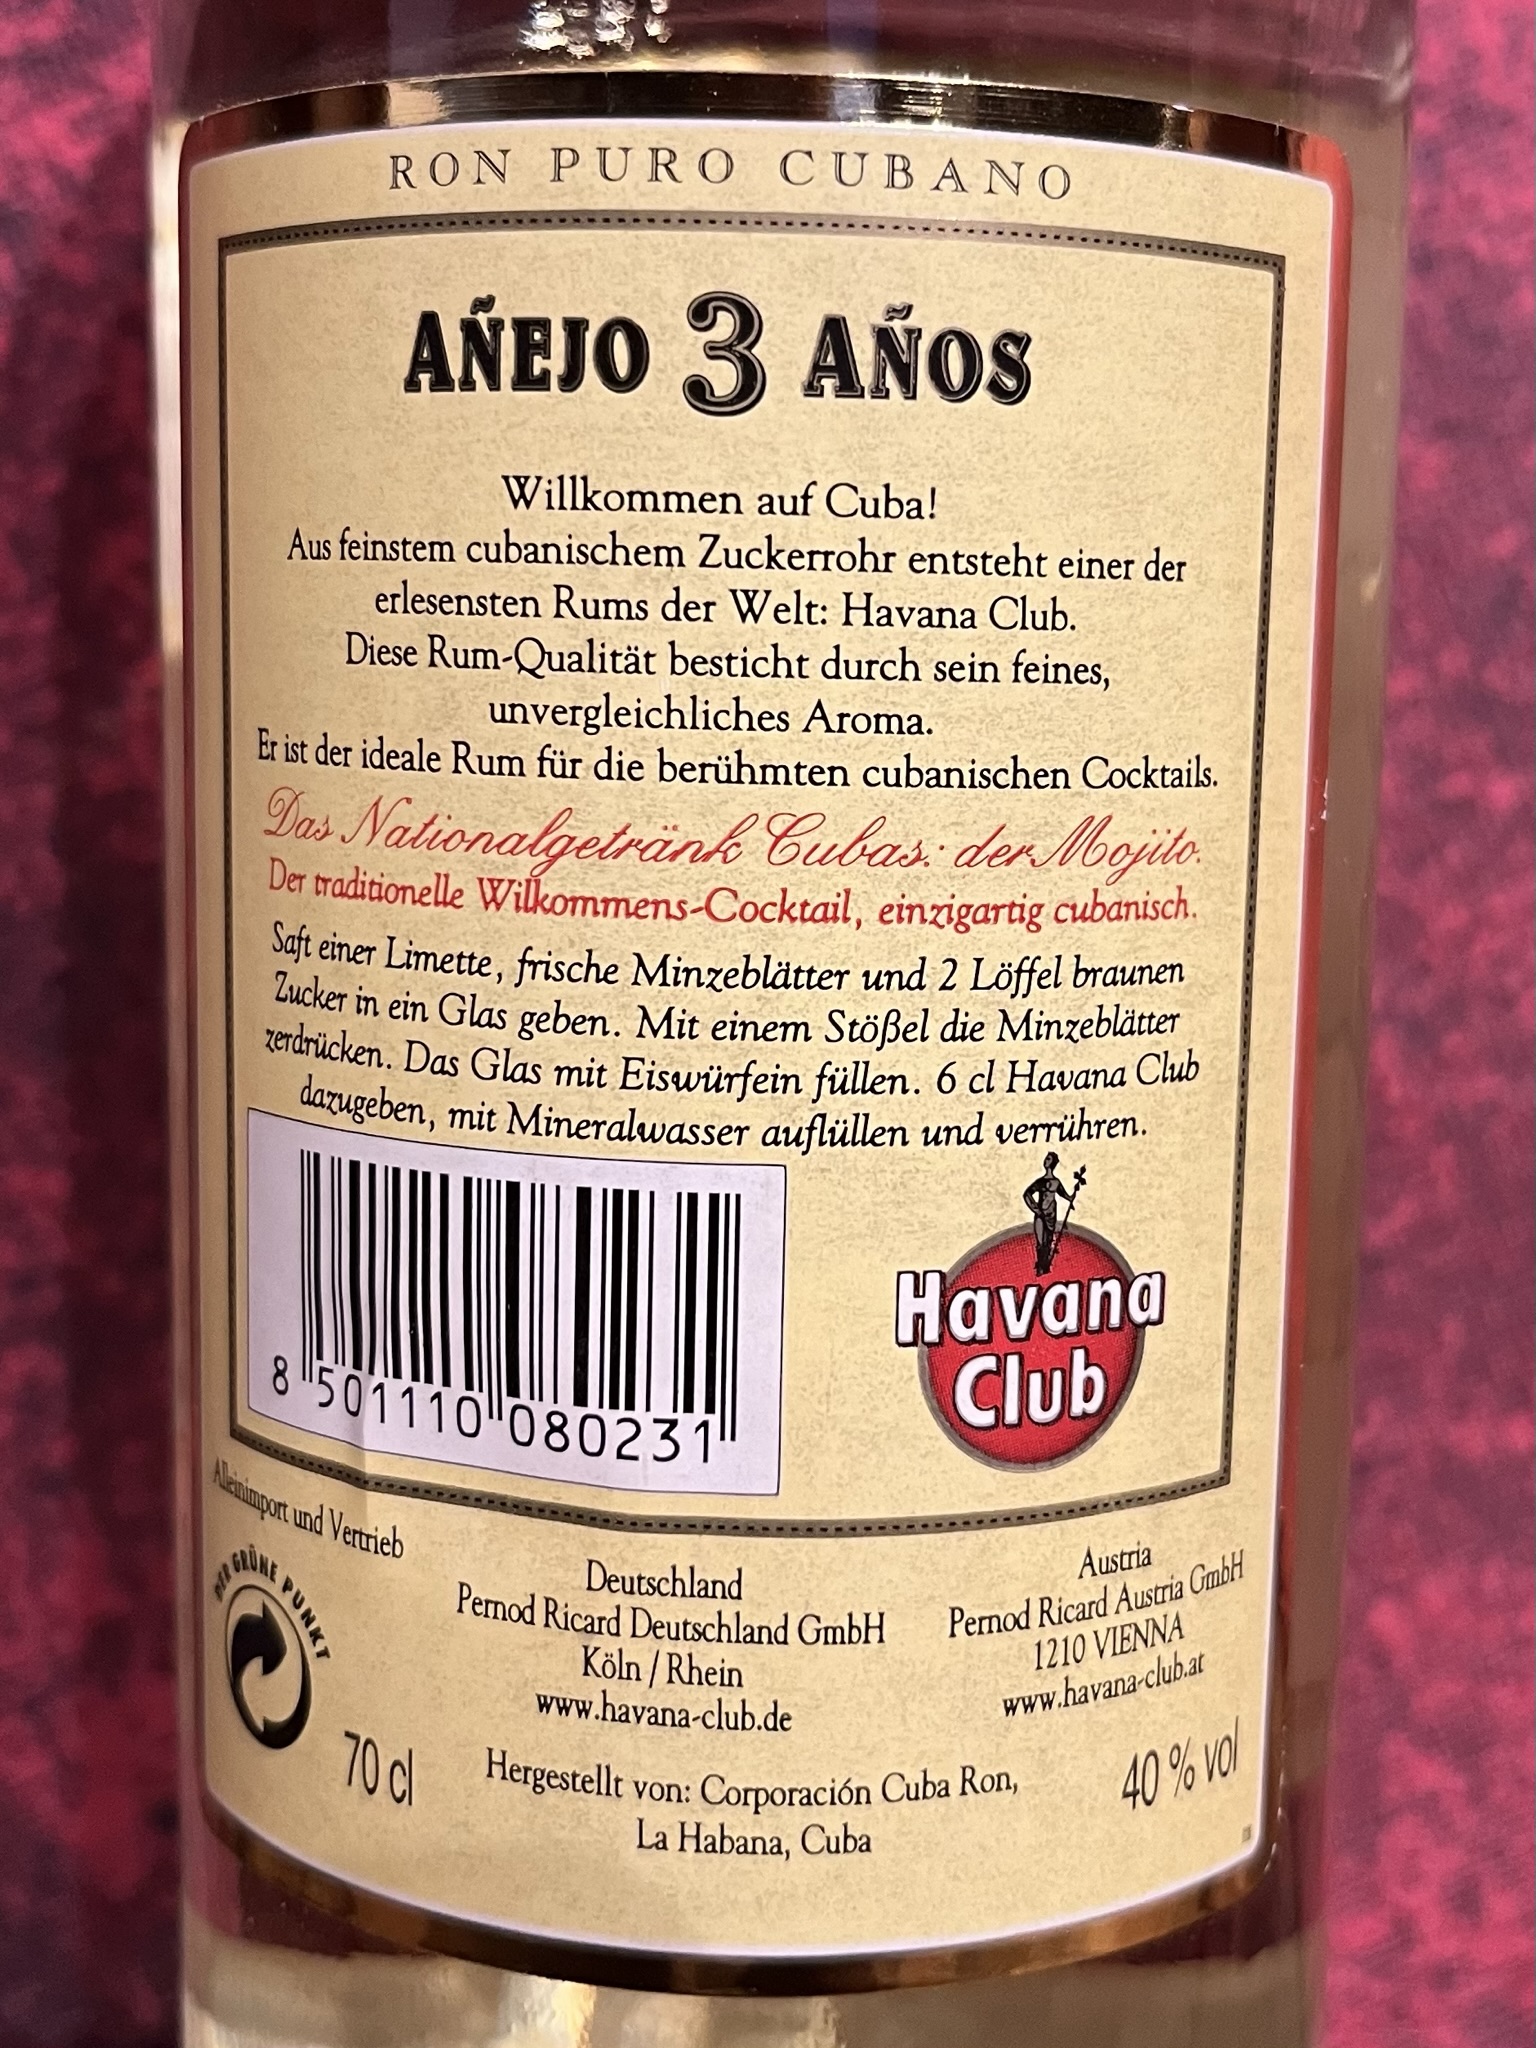 RON PURO CUBANO
AÑEJO 3 AÑOS
Willkommen auf Cuba!
Aus feinstem cubanischem Zuckerrohr entsteht einer der
erlesensten Rums der Welt: Havana Club.
Diese Rum-Qualität besticht durch sein feines,
unvergleichliches Aroma.
Er ist der ideale Rum für die berühmten cubanischen Cocktails.
Das Nationalgetränk Cubas: der Mojito.
Der traditionelle Wilkommens-Cocktail, einzigartig cubanisch.
Saft einer Limette, frische Minzeblätter und 2 Löffel braunen
Zucker in ein Glas geben. Mit einem Stößel die Minzeblätter
zerdrücken. Das Glas mit Eiswürfein füllen. 6 cl Havana Club
dazugeben, mit Mineralwasser auflüllen und verrühren.
8 501110 080231
Havana
Club
Alleinimport und Vertrieb
DER GRÜNE PUNKT
Deutschland
Pernod Ricard Deutschland GmbH
Köln / Rhein
www.havana-club.de
Austria
Pernod Ricard Austria GmbH
1210 VIENNA
www.havana-club.at
70 cl
Hergestellt von: Corporación Cuba Ron,
La Habana, Cuba
40 % vol